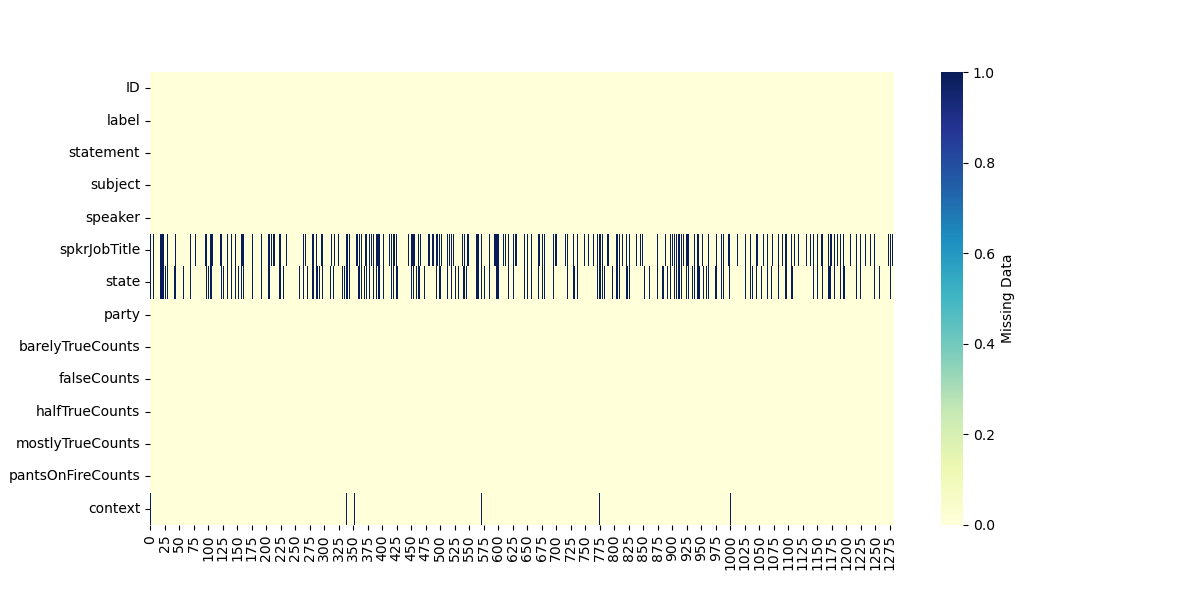 ID
label
statement
subject
speaker
spkrJobTitle
state
party
barelyTrueCounts
falseCounts
halfTrueCounts
mostlyTrueCounts
pantsOnFireCounts
context
0 25 50 75 100 125 150 175 200 225 250 275 300 325 350 375 400 425 450 475 500 525 550 575 600 625 650 675 700 725 750 775 800 825 850 875 900 925 950 975 1000 1025 1050 1075 1100 1125 1150 1175 1200 1225 1250 1275
1.0
0.8
0.6
0.4
0.2
0.0
Missing Data